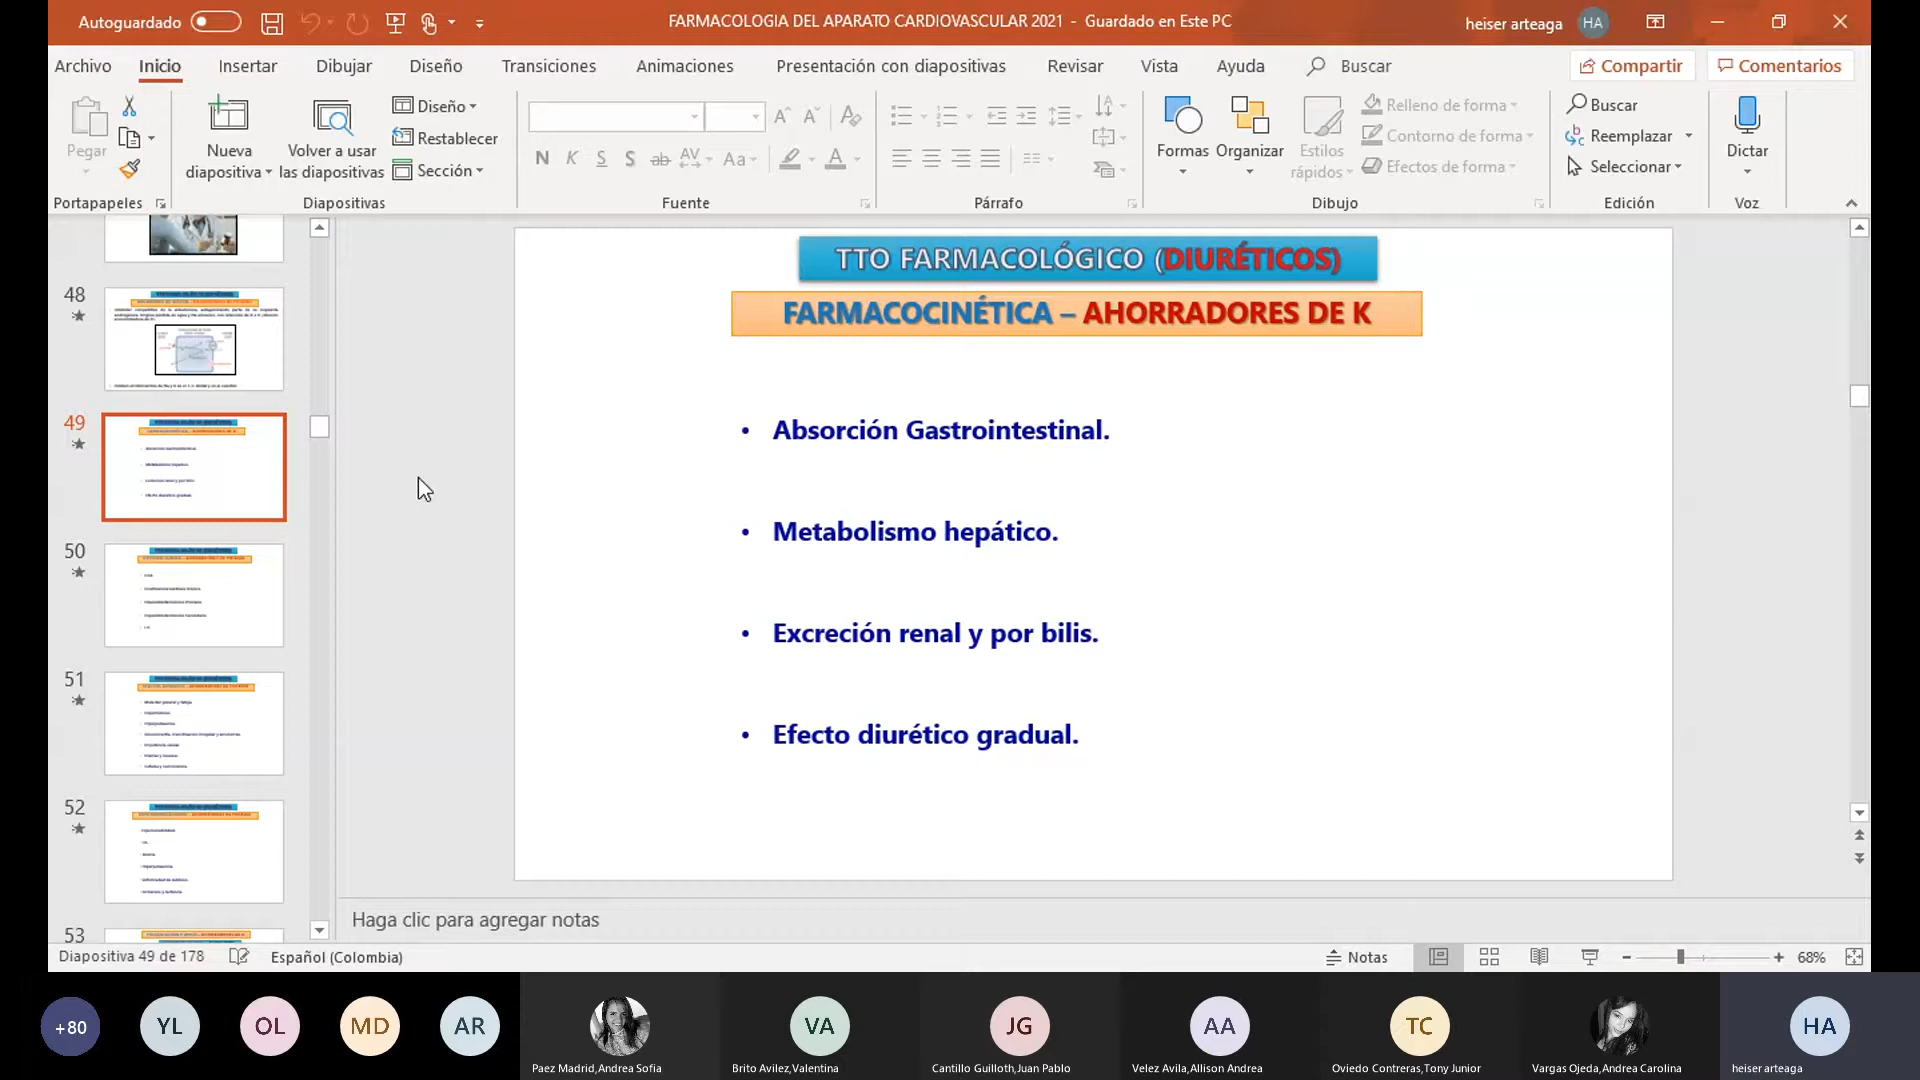 Autoguardado
FARMACOLOGIA DEL APARATO CARDIOVASCULAR 2021 - Guardado en Este PC
heiser arteaga HA
Archivo Inicio Insertar Dibujar Diseño Transiciones Animaciones Presentación con diapositivas Revisar Vista Ayuda Buscar Compartir Comentarios
Pegar
Nueva diapositiva
Volver a usar las diapositivas
Diseño
Restablecer
Sección
N K S S ab AV Aa A
Formas Organizar Estilos rápidos
Relleno de forma
Contorno de forma
Efectos de forma
Buscar
Reemplazar
Seleccionar
Dictar
Portapapeles Diapositivas Fuente Párrafo Dibujo Edición Voz
48
49
50
51
52
53
TTO FARMACOLÓGICO (DIURÉTICOS)
FARMACOCINÉTICA – AHORRADORES DE K
• Absorción Gastrointestinal.
• Metabolismo hepático.
• Excreción renal y por bilis.
• Efecto diurético gradual.
Haga clic para agregar notas
Diapositiva 49 de 178 Español (Colombia) Notas 68%
+80 YL OL MD AR VA JG AA TC HA
Paez Madrid,Andrea Sofia Brito Avilez,Valentina Cantillo Guilloth,Juan Pablo Velez Avila,Allison Andrea Oviedo Contreras,Tony Junior Vargas Ojeda,Andrea Carolina heiser arteaga